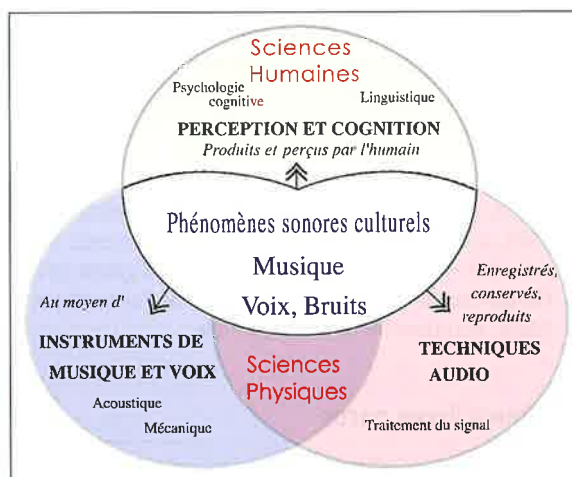 Sciences
Humaines
Psychologie
cognitive
Linguistique
PERCEPTION ET COGNITION
Produits et perçus par l'humain
Phénomènes sonores culturels
Musique
Voix, Bruits
Au moyen d'
INSTRUMENTS DE
MUSIQUE ET VOIX
Acoustique
Mécanique
Sciences
Physiques
Enregistrés,
conservés,
reproduits
TECHNIQUES
AUDIO
Traitement du signal